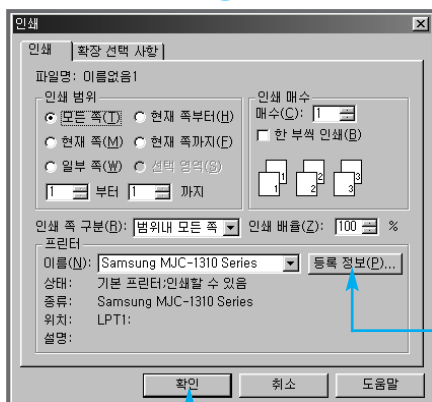 인쇄
인쇄 확장 선택 사항
파일명: 이름없음1
인쇄 범위
모든 쪽(T) 현재 쪽부터(H)
현재 쪽(M) 현재 쪽까지(F)
일부 쪽(W) 선택 영역(S)
1 부터 1 까지
인쇄 매수
매수(C): 1
한 부씩 인쇄(B)
1 1 2 2 3 3
인쇄 쪽 구분(R): 범위내 모든 쪽 인쇄 배율(Z): 100 %
프린터
이름(N): Samsung MJC-1310 Series 등록 정보(P)...
상태: 기본 프린터;인쇄할 수 있음
종류: Samsung MJC-1310 Series
위치: LPT1:
설명:
확인 취소 도움말